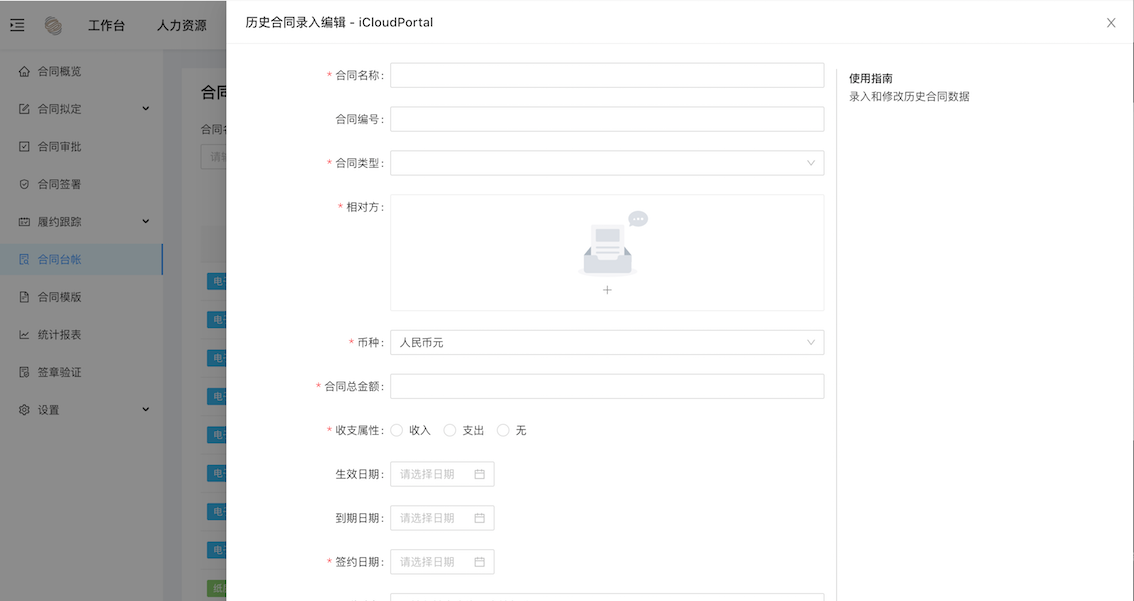 工作台
人力资源
历史合同录入编辑 - iCloudPortal
合同概览
合同拟定
合同审批
合同签署
履约跟踪
合同台帐
合同模版
统计报表
签章验证
设置
* 合同名称:
合同编号:
* 合同类型:
* 相对方:
* 币种:
人民币元
* 合同总金额:
* 收支属性:
收入
支出
无
生效日期:
请选择日期
到期日期:
请选择日期
* 签约日期:
请选择日期
使用指南
录入和修改历史合同数据